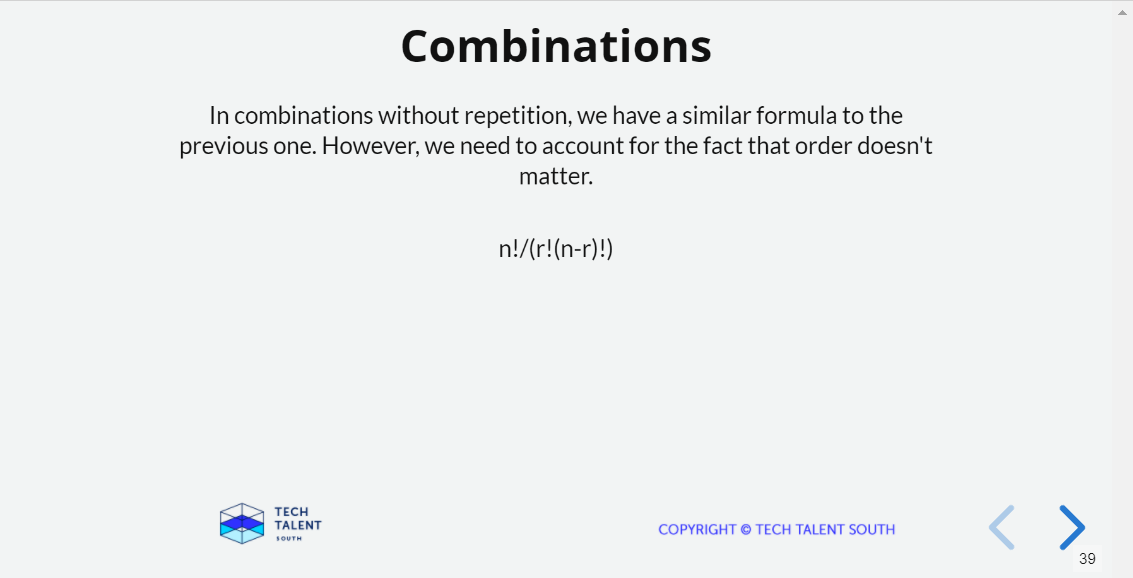 Combinations
In combinations without repetition, we have a similar formula to the
previous one. However, we need to account for the fact that order doesn't
matter.
n!/(r!(n-r)!)
TECH
TALENT
SOUTH
COPYRIGHT © TECH TALENT SOUTH
39